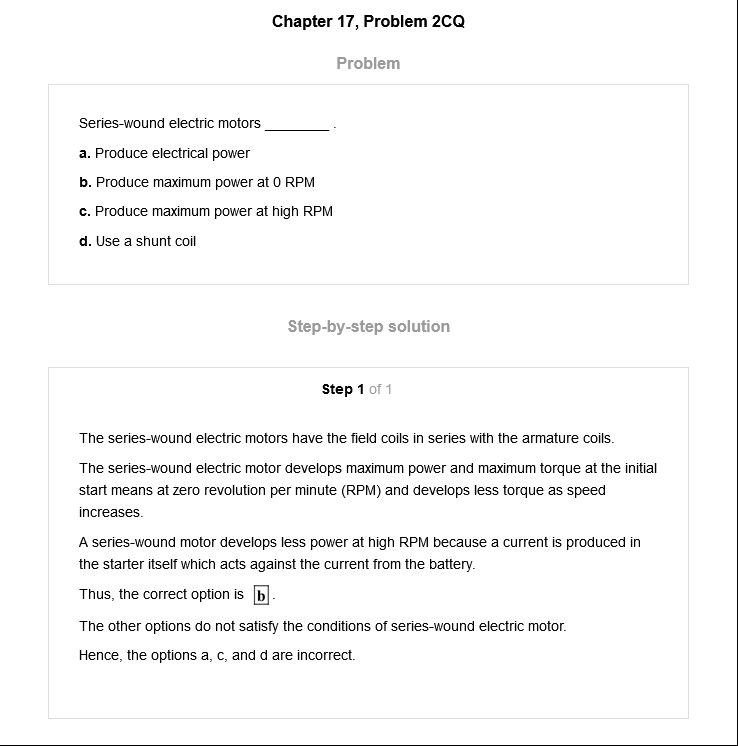 Chapter 17, Problem 2CQ
Problem
Series-wound electric motors ________ .
a. Produce electrical power
b. Produce maximum power at 0 RPM
c. Produce maximum power at high RPM
d. Use a shunt coil
Step-by-step solution
Step 1 of 1
The series-wound electric motors have the field coils in series with the armature coils.
The series-wound electric motor develops maximum power and maximum torque at the initial
start means at zero revolution per minute (RPM) and develops less torque as speed
increases.
A series-wound motor develops less power at high RPM because a current is produced in
the starter itself which acts against the current from the battery.
Thus, the correct option is b .
The other options do not satisfy the conditions of series-wound electric motor.
Hence, the options a, c, and d are incorrect.